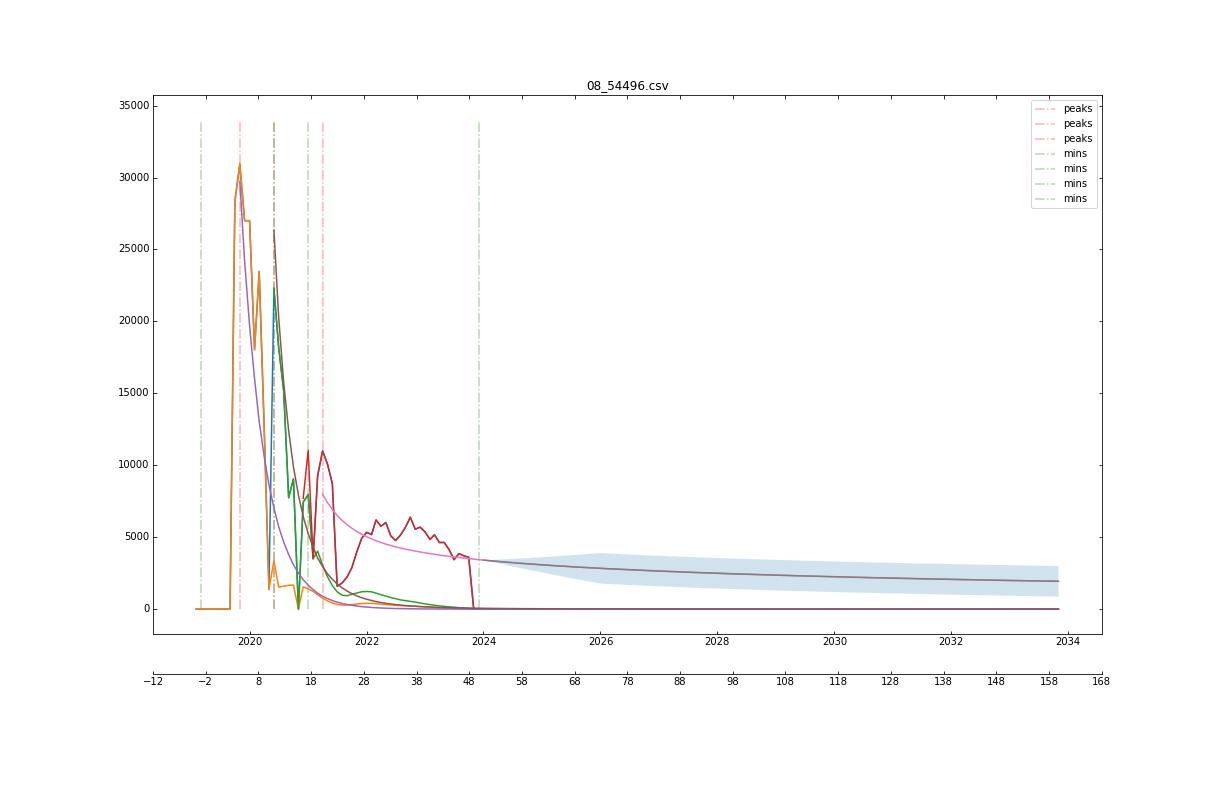 08_54496.csv
35000
30000
25000
20000
15000
10000
5000
0
peaks
peaks
peaks
mins
mins
mins
mins
2020 2022 2024 2026 2028 2030 2032 2034
−12 −2 8 18 28 38 48 58 68 78 88 98 108 118 128 138 148 158 168